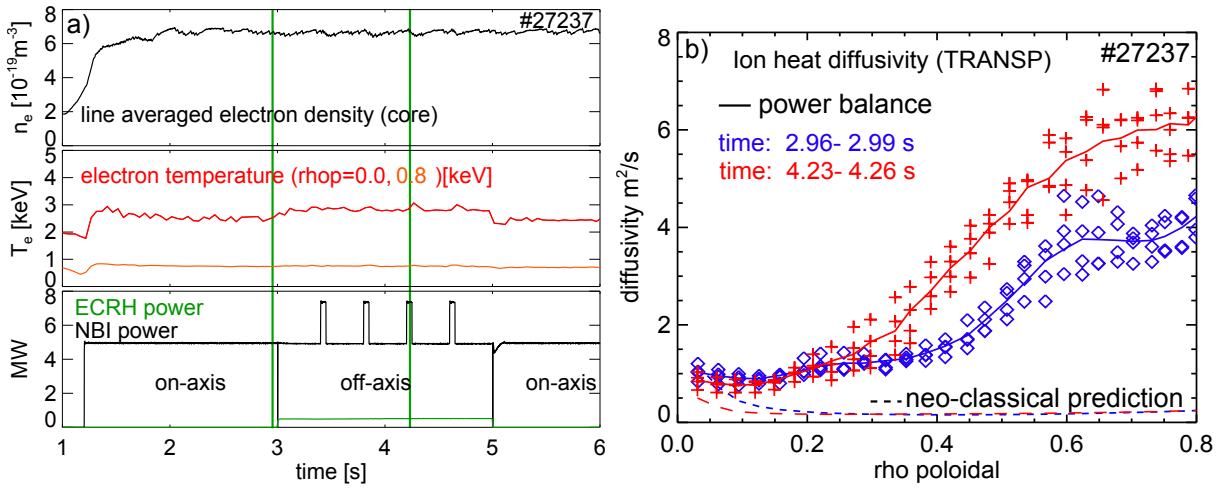 a)
#27237
8
6
4
2
0
n_e [10^-19 m^-3]
line averaged electron density (core)
5
4
3
2
1
0
T_e [keV]
electron temperature (rhop=0.0, 0.8 )[keV]
8
4
0
MW
ECRH power
NBI power
on-axis
off-axis
on-axis
1 2 3 4 5 6
time [s]
b)
#27237
Ion heat diffusivity (TRANSP)
power balance
time: 2.96- 2.99 s
time: 4.23- 4.26 s
neo-classical prediction
8
6
4
2
0
diffusivity m²/s
0.0 0.2 0.4 0.6 0.8
rho poloidal